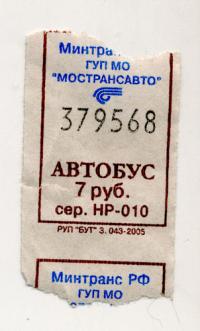 Минтранс
ГУП МО
"МОСТРАНСАВТО"
379568
АВТОБУС
7 руб.
сер. НР-010
РУП "БУТ" З. 043-2005
Минтранс РФ
ГУП МО